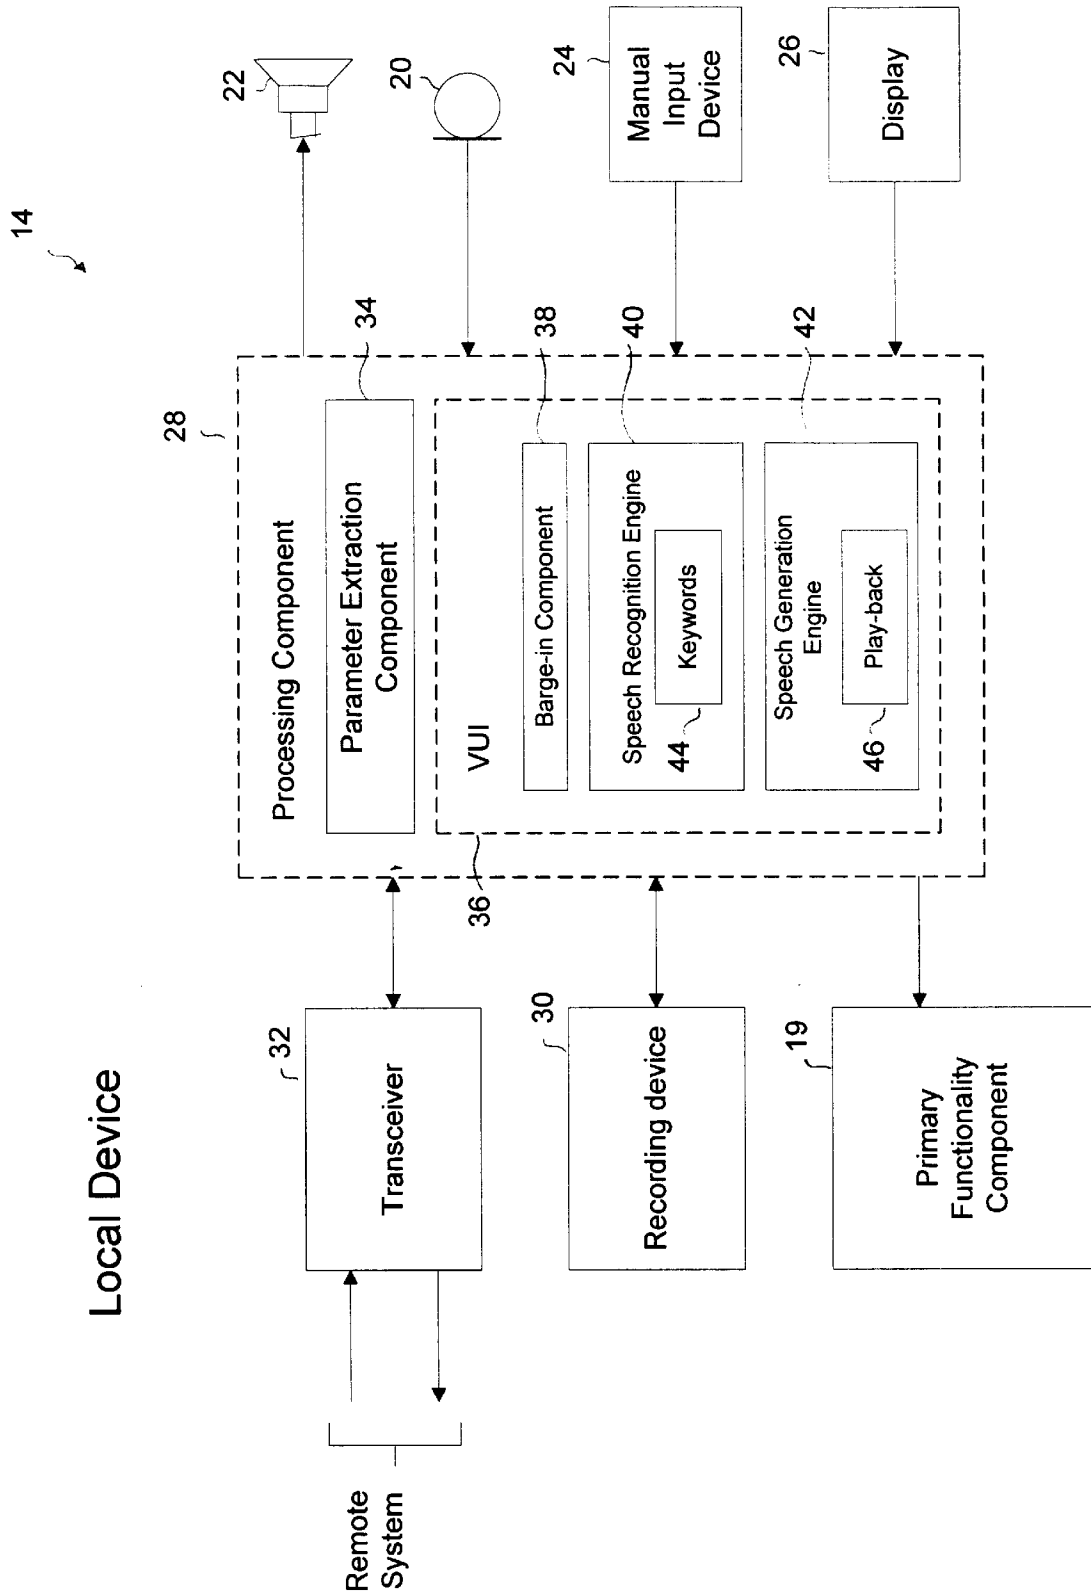 Local Device
14
Remote
System
32
Transceiver
30
Recording device
19
Primary
Functionality
Component
28
Processing Component
34
Parameter Extraction
Component
36
VUI
38
Barge-in Component
40
Speech Recognition Engine
44
Keywords
42
Speech Generation
Engine
46
Play-back
22
20
24
Manual
Input
Device
26
Display